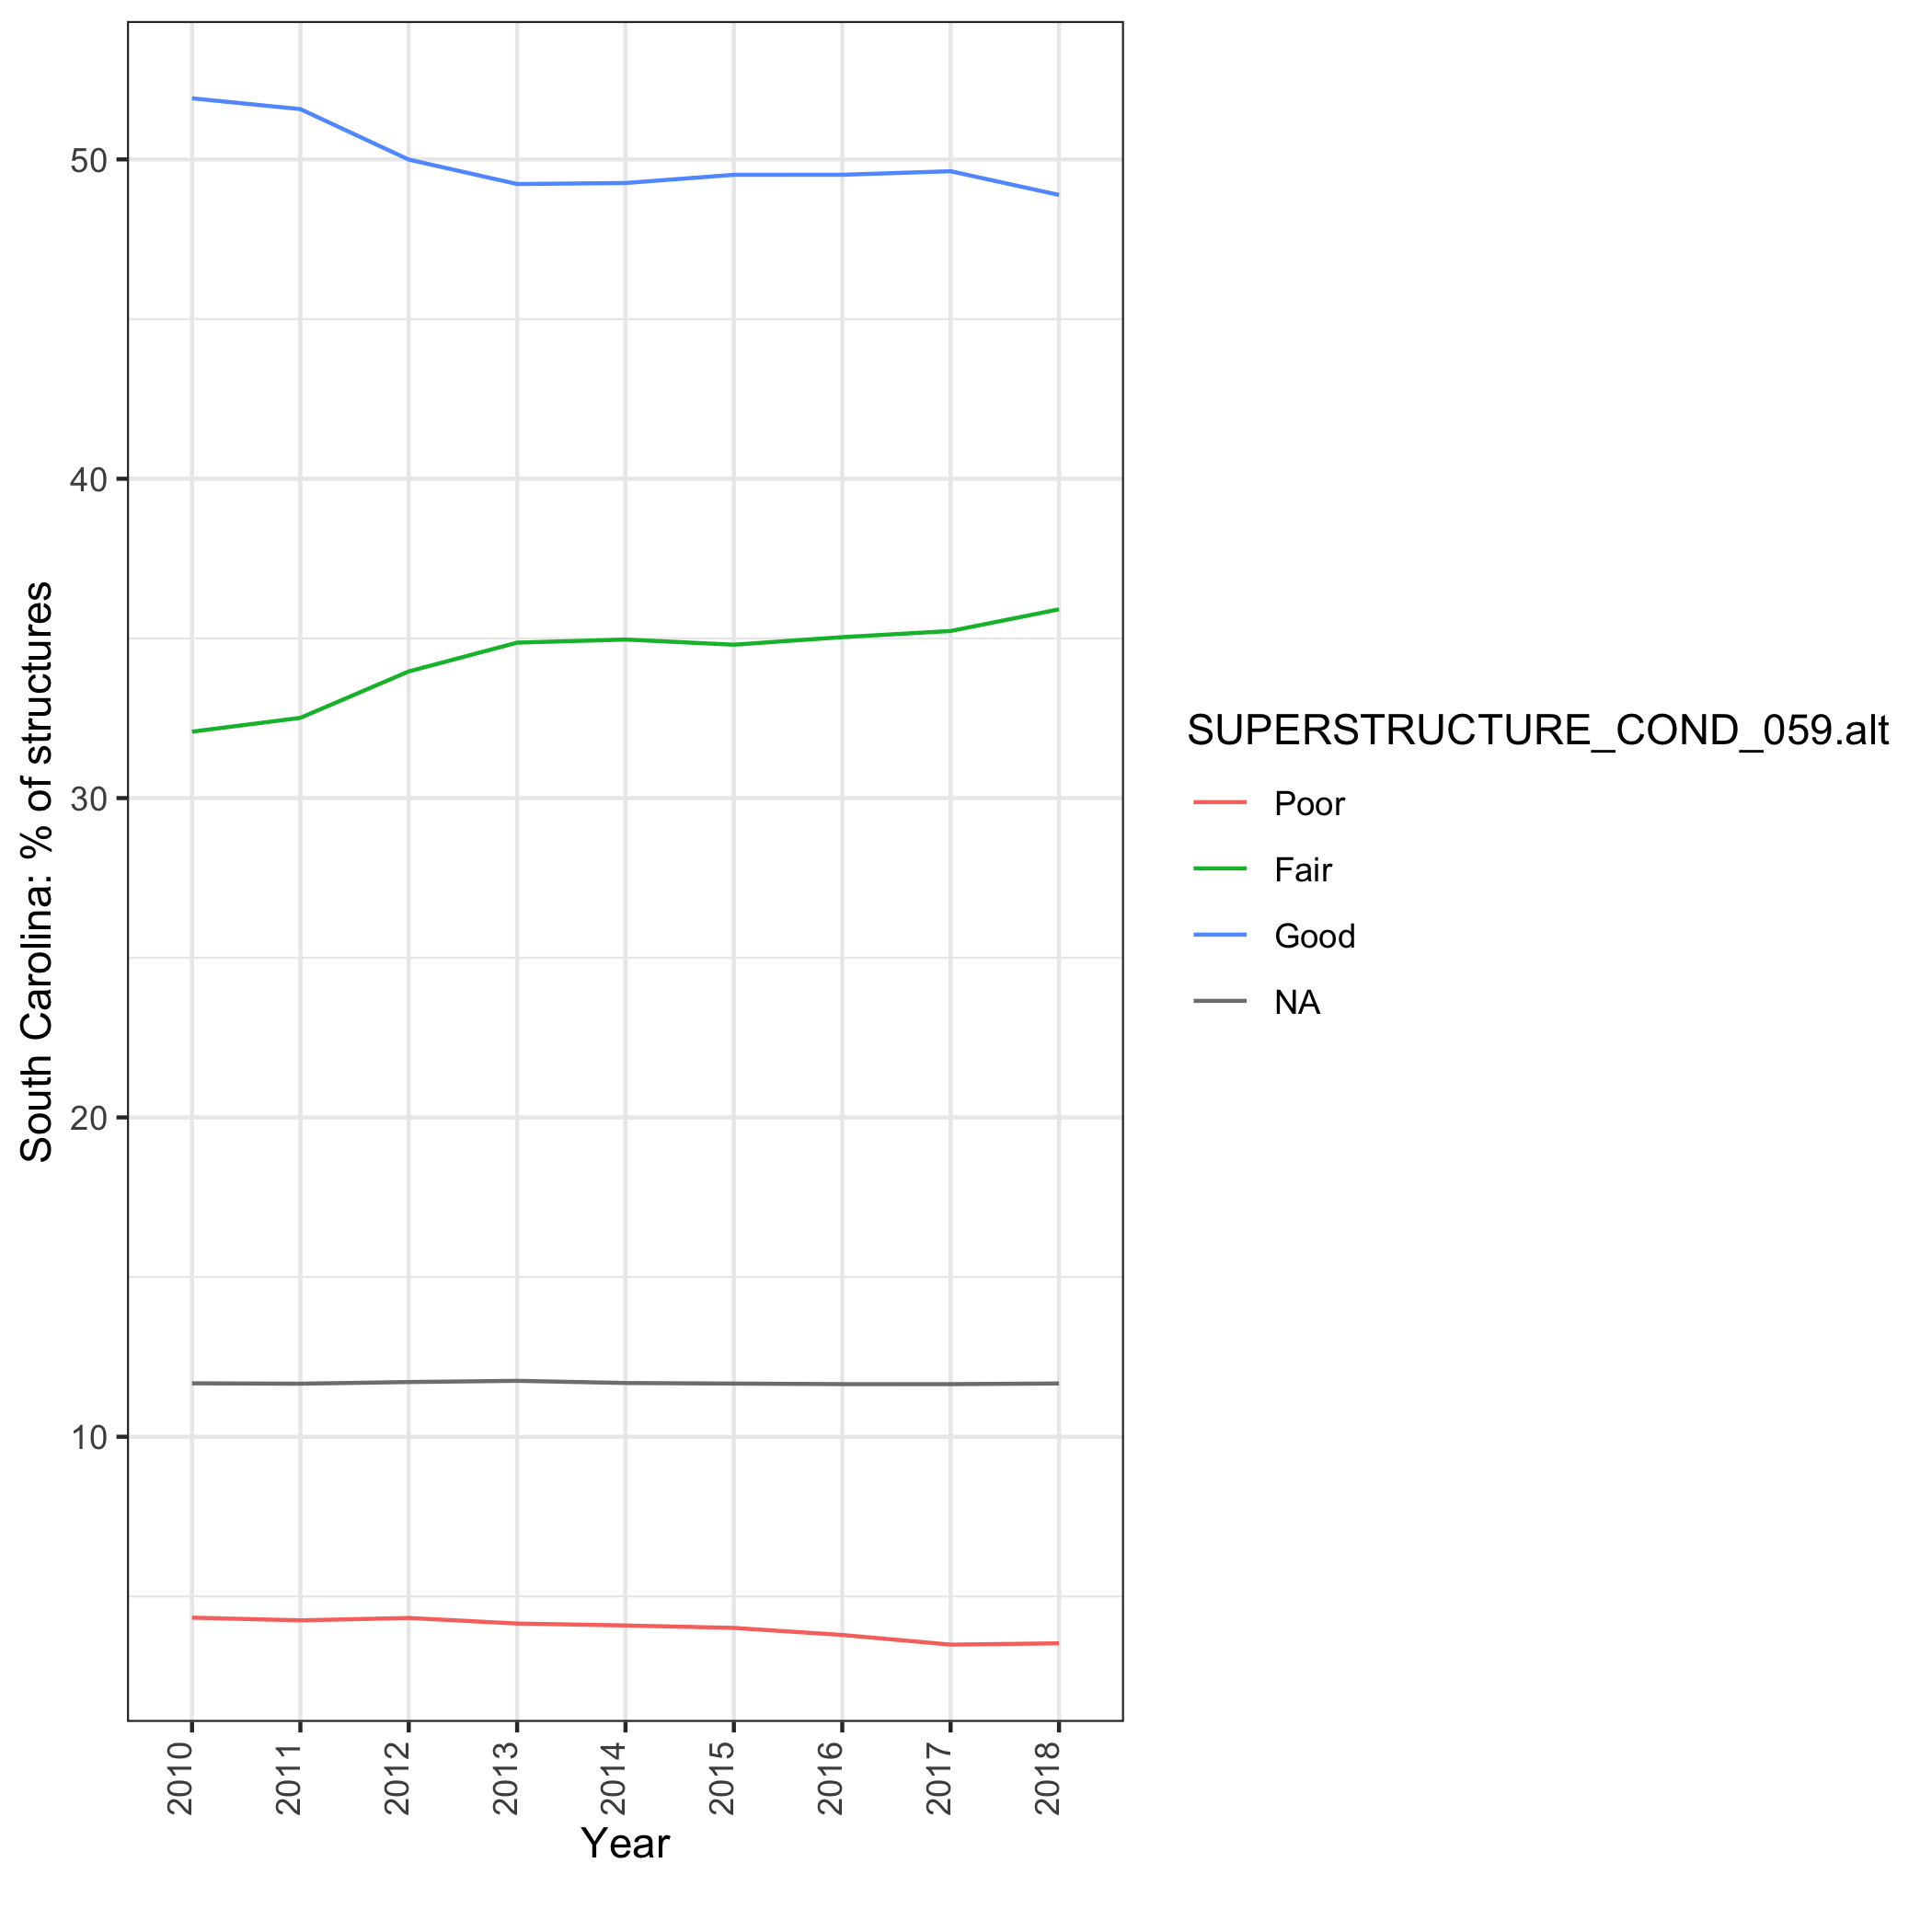 South Carolina: % of structures
50
40
30
20
10
2010
2011
2012
2013
2014
2015
2016
2017
2018
Year
SUPERSTRUCTURE_COND_059.alt
Poor
Fair
Good
NA